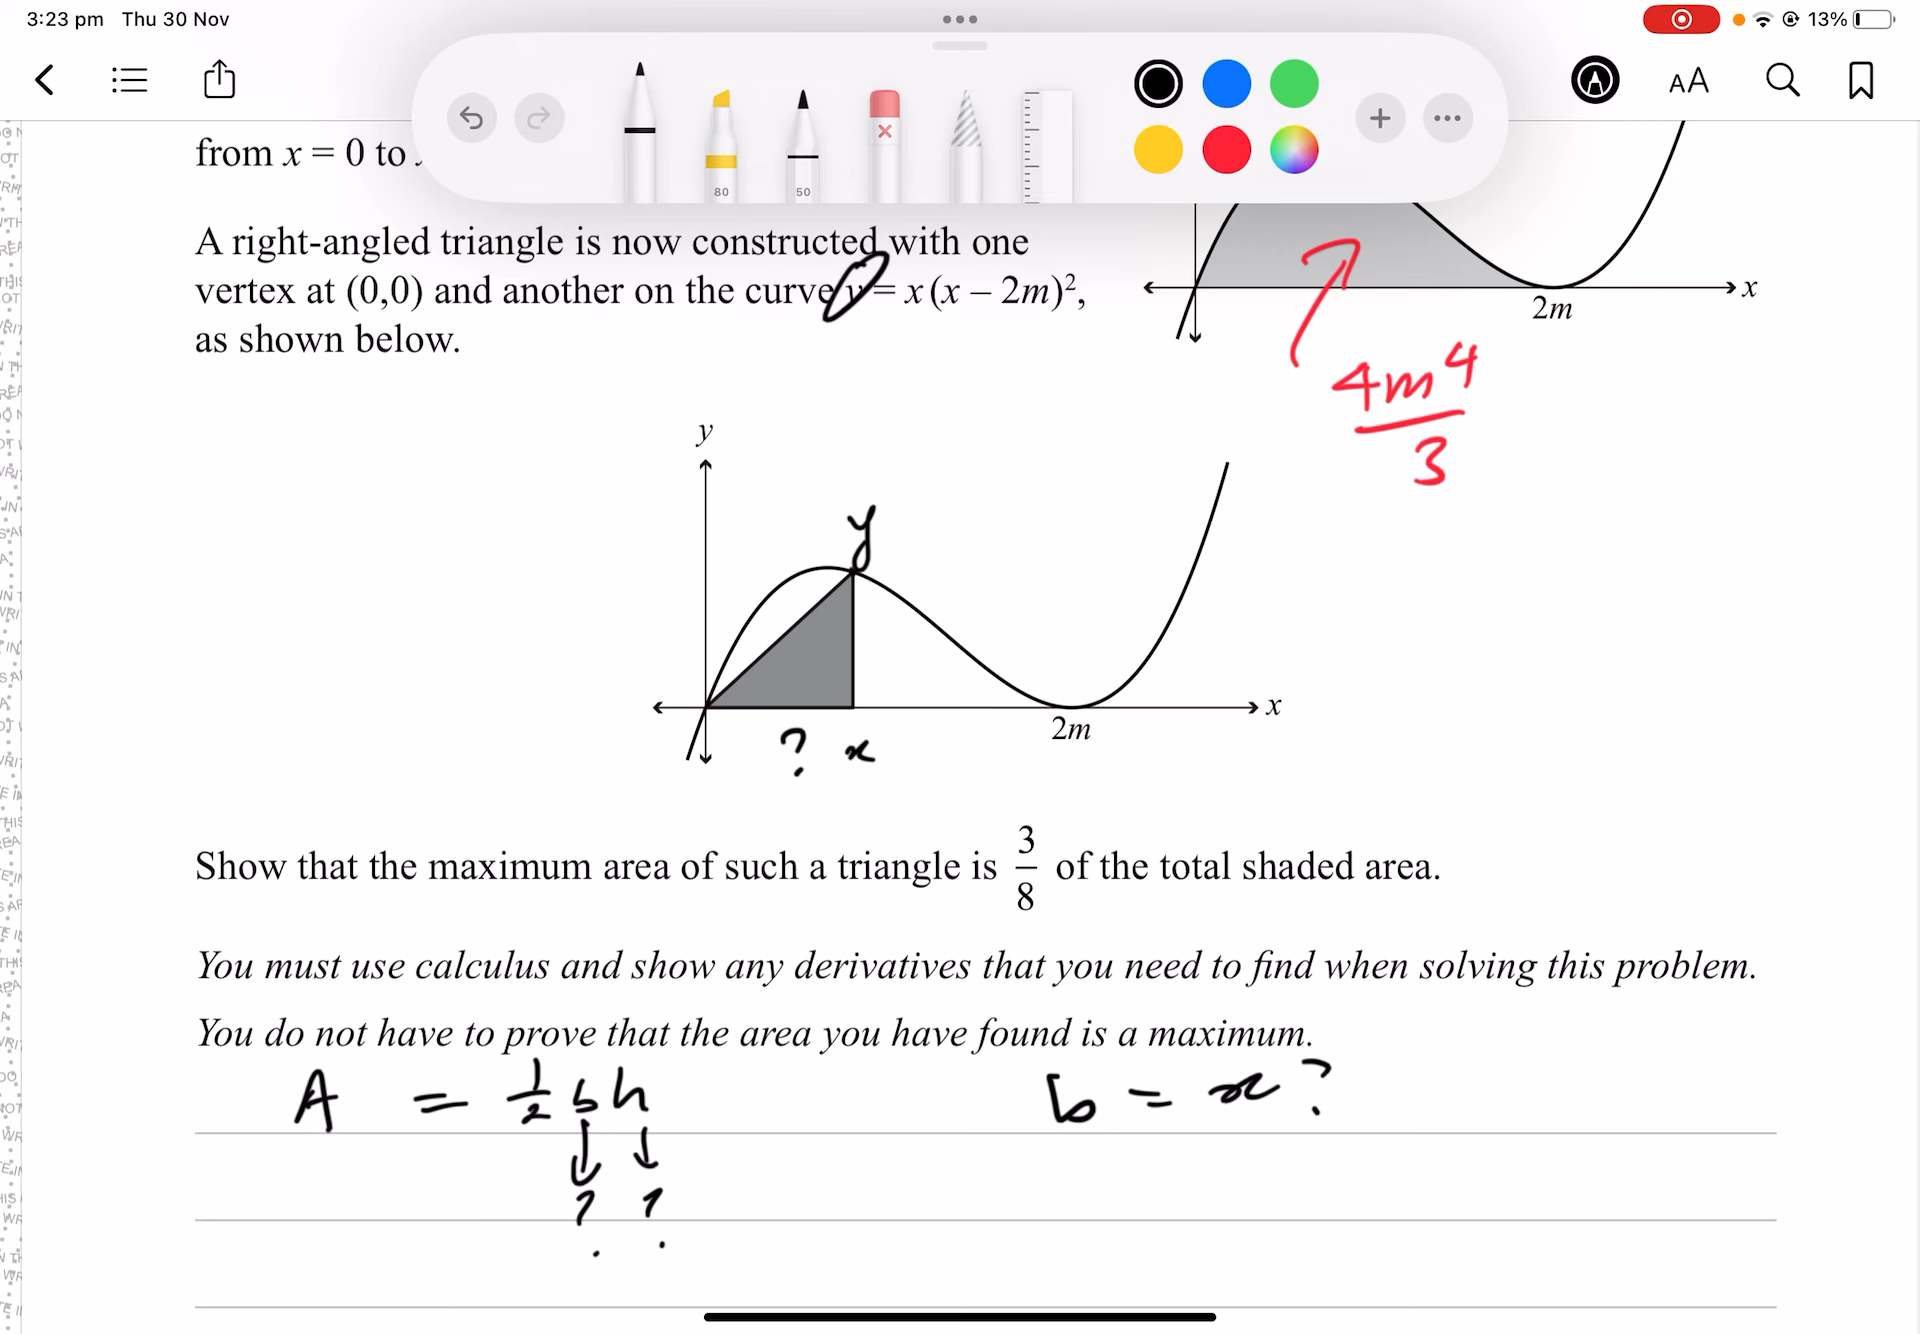 3:23 pm Thu 30 Nov
13%
AA
80
50
from x = 0 to
A right-angled triangle is now constructed with one
vertex at (0,0) and another on the curve y = x(x – 2m)²,
as shown below.
x
2m
4m⁴
3
y
y
x
2m
? x
Show that the maximum area of such a triangle is 3/8 of the total shaded area.
You must use calculus and show any derivatives that you need to find when solving this problem.
You do not have to prove that the area you have found is a maximum.
A = ½bh
b = x?
? ?